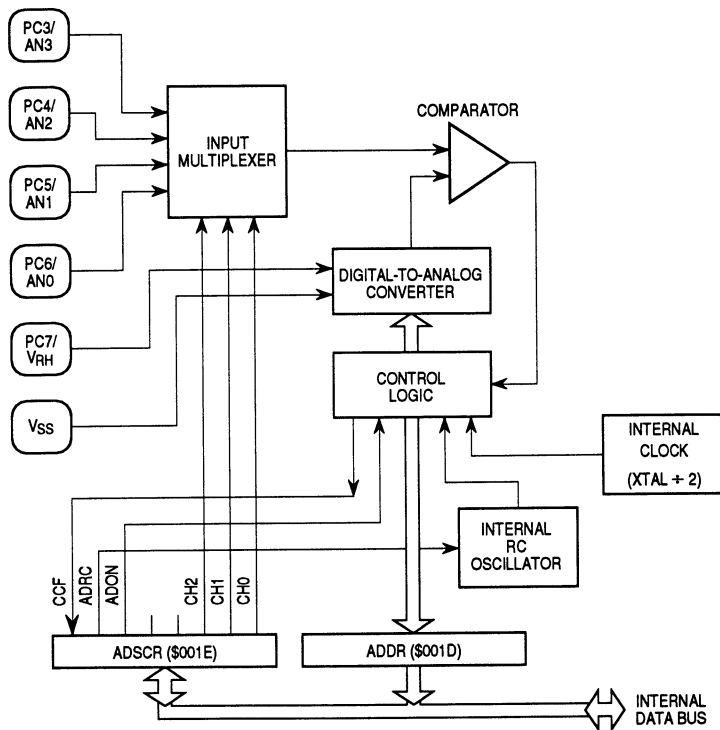 PC3/
AN3
PC4/
AN2
PC5/
AN1
PC6/
AN0
PC7/
VRH
VSS
INPUT
MULTIPLEXER
COMPARATOR
DIGITAL-TO-ANALOG
CONVERTER
CONTROL
LOGIC
INTERNAL
CLOCK
(XTAL ÷ 2)
INTERNAL
RC
OSCILLATOR
CCF
ADRC
ADON
CH2
CH1
CH0
ADSCR ($001E)
ADDR ($001D)
INTERNAL
DATA BUS